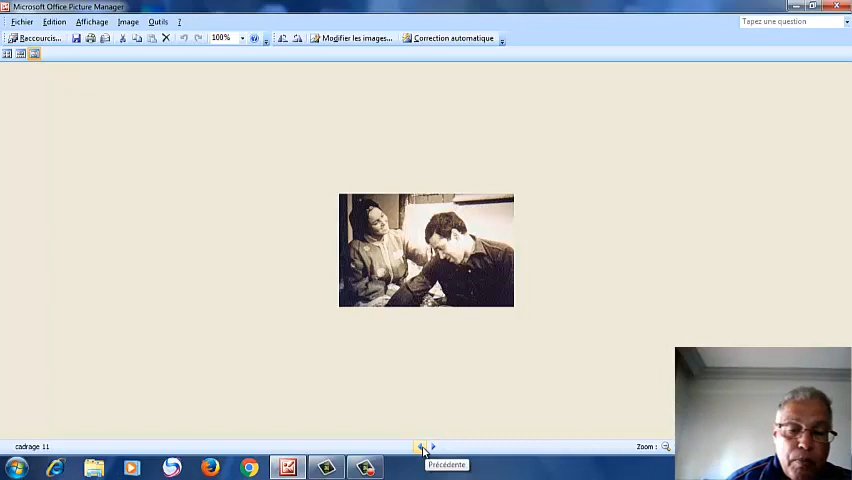 Microsoft Office Picture Manager
Fichier Edition Affichage Image Outils ?
Tapez une question
Raccourcis... 100% Modifier les images... Correction automatique
cadrage 11
Zoom :
Précédente